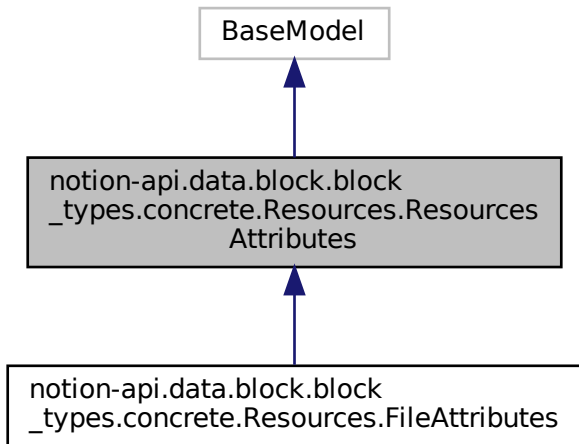 BaseModel
notion-api.data.block.block
_types.concrete.Resources.Resources
Attributes
notion-api.data.block.block
_types.concrete.Resources.FileAttributes